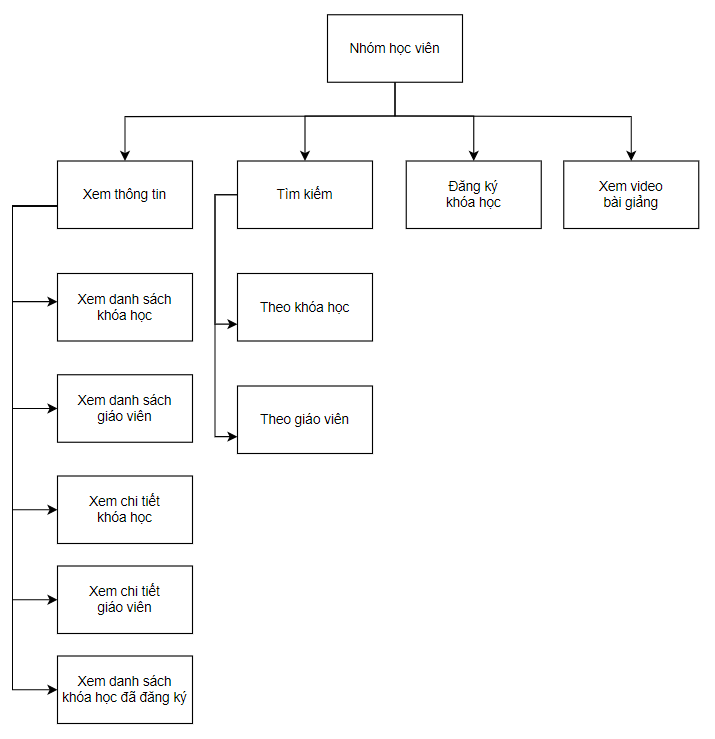 Nhóm học viên
Xem thông tin
Tìm kiếm
Đăng ký
khóa học
Xem video
bài giảng
Xem danh sách
khóa học
Theo khóa học
Xem danh sách
giáo viên
Theo giáo viên
Xem chi tiết
khóa học
Xem chi tiết
giáo viên
Xem danh sách
khóa học đã đăng ký